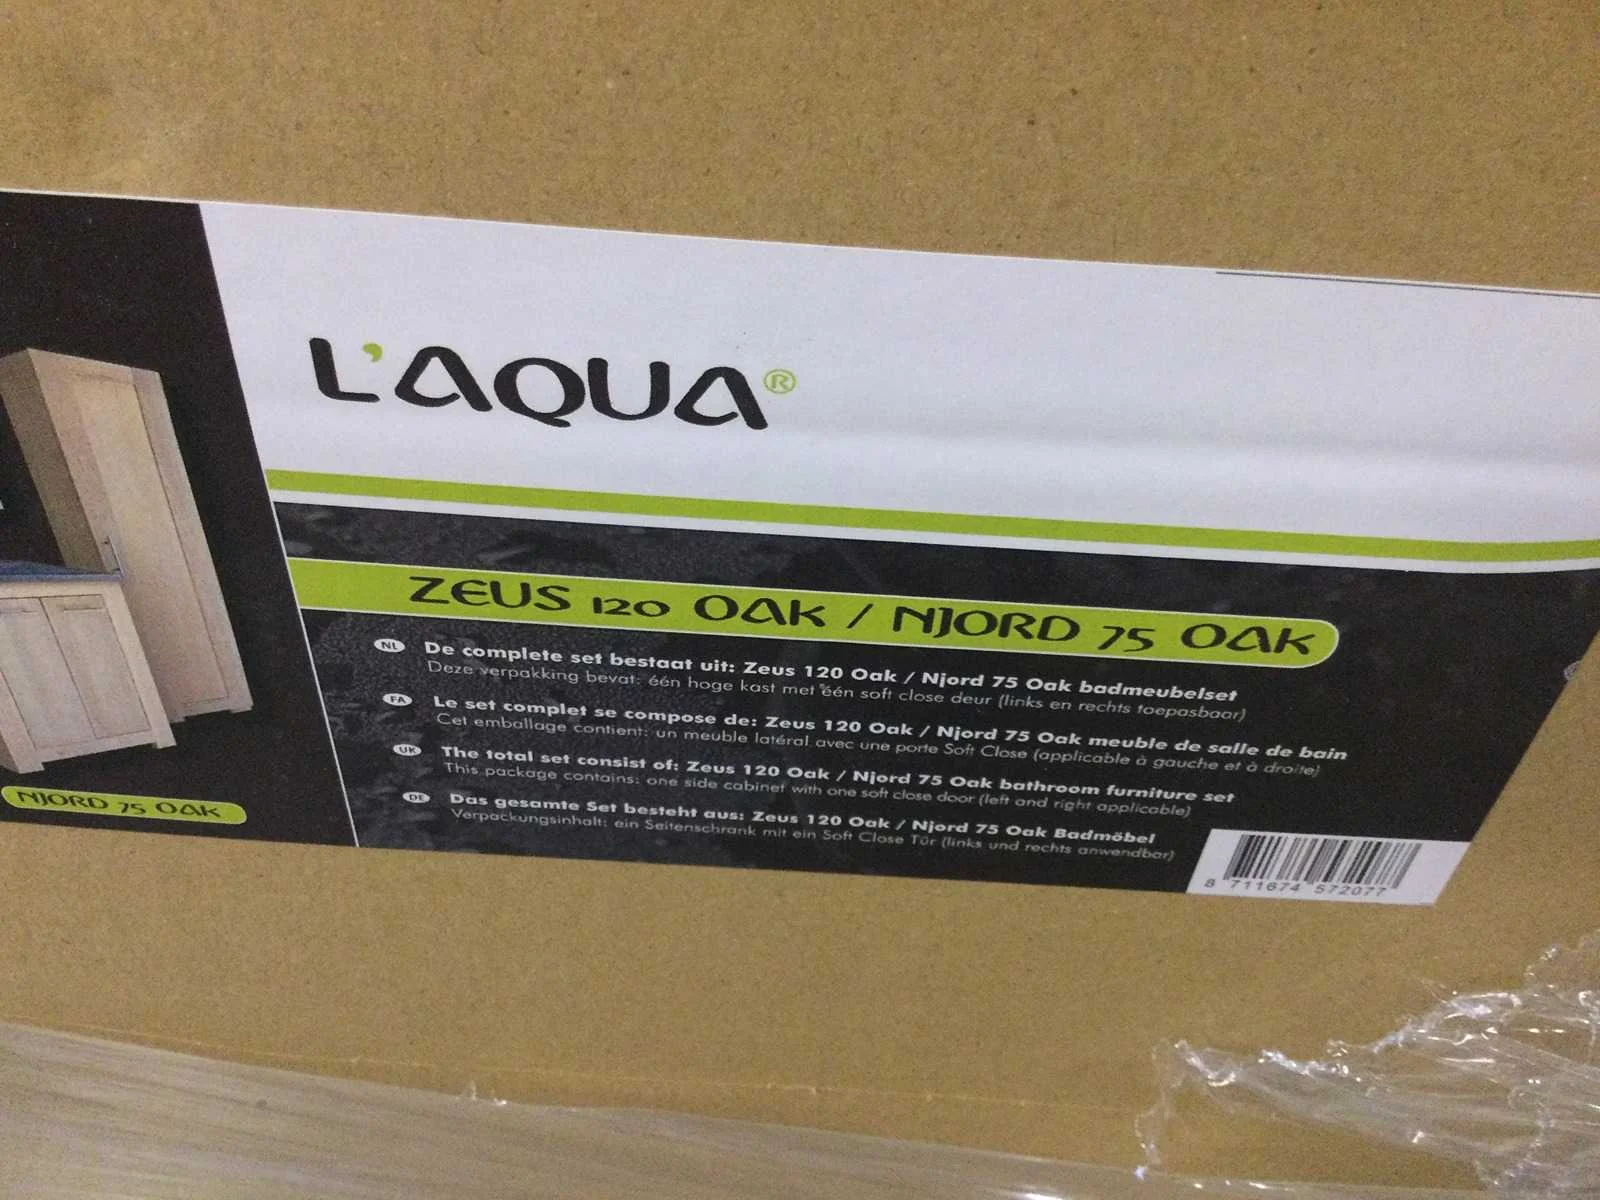 L'AQUA®
ZEUS 120 OAK / NJORD 75 OAK
NL De complete set bestaat uit: Zeus 120 Oak / Njord 75 Oak badmeubelset
Deze verpakking bevat: één hoge kast met één soft close deur (links en rechts toepasbaar)
FA Le set complet se compose de: Zeus 120 Oak / Njord 75 Oak meuble de salle de bain
Cet emballage contient: un meuble latéral avec une porte Soft Close (applicable à gauche et à droite)
UK The total set consist of: Zeus 120 Oak / Njord 75 Oak bathroom furniture set
This package contains: one side cabinet with one soft close door (left and right applicable)
DE Das gesamte Set besteht aus: Zeus 120 Oak / Njord 75 Oak Badmöbel
Verpackungsinhalt: ein Seitenschrank mit ein Soft Close Tür (links und rechts anwendbar)
NJORD 75 OAK
8 711674 572077